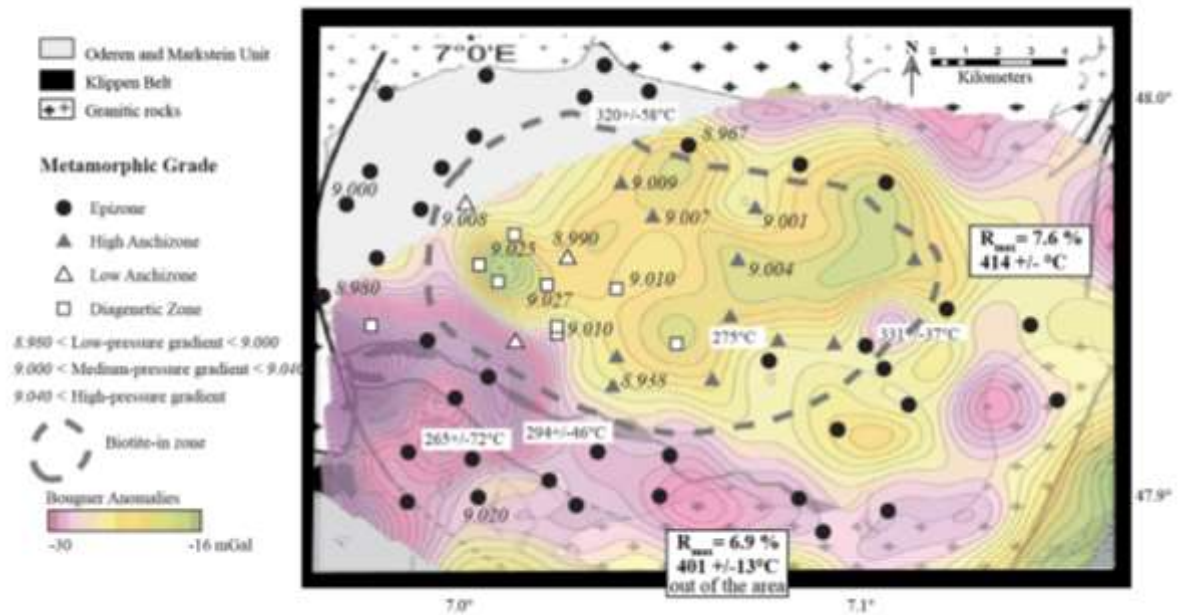 Oderen and Markstein Unit
Klippen Belt
Granitic rocks
Metamorphic Grade
Epizone
High Anchizone
Low Anchizone
Diagenetic Zone
8.980 < Low-pressure gradient < 9.000
9.000 < Medium-pressure gradient < 9.040
9.040 < High-pressure gradient
Biotite-in zone
Bouguer Anomalies
-30
-16 mGal
7°0'E
N
0 1 2 3 4
Kilometers
48.0°
320+/-58°C
8.967
9.009
9.000
9.008
9.007
9.001
8.990
9.025
9.004
9.010
R max = 7.6 %
414 +/- °C
8.980
9.027
9.010
275°C
331+/-37°C
8.958
265+/-72°C
294+/-46°C
9.020
47.9°
R max = 6.9 %
401 +/-13°C
out of the area
7.0°
7.1°